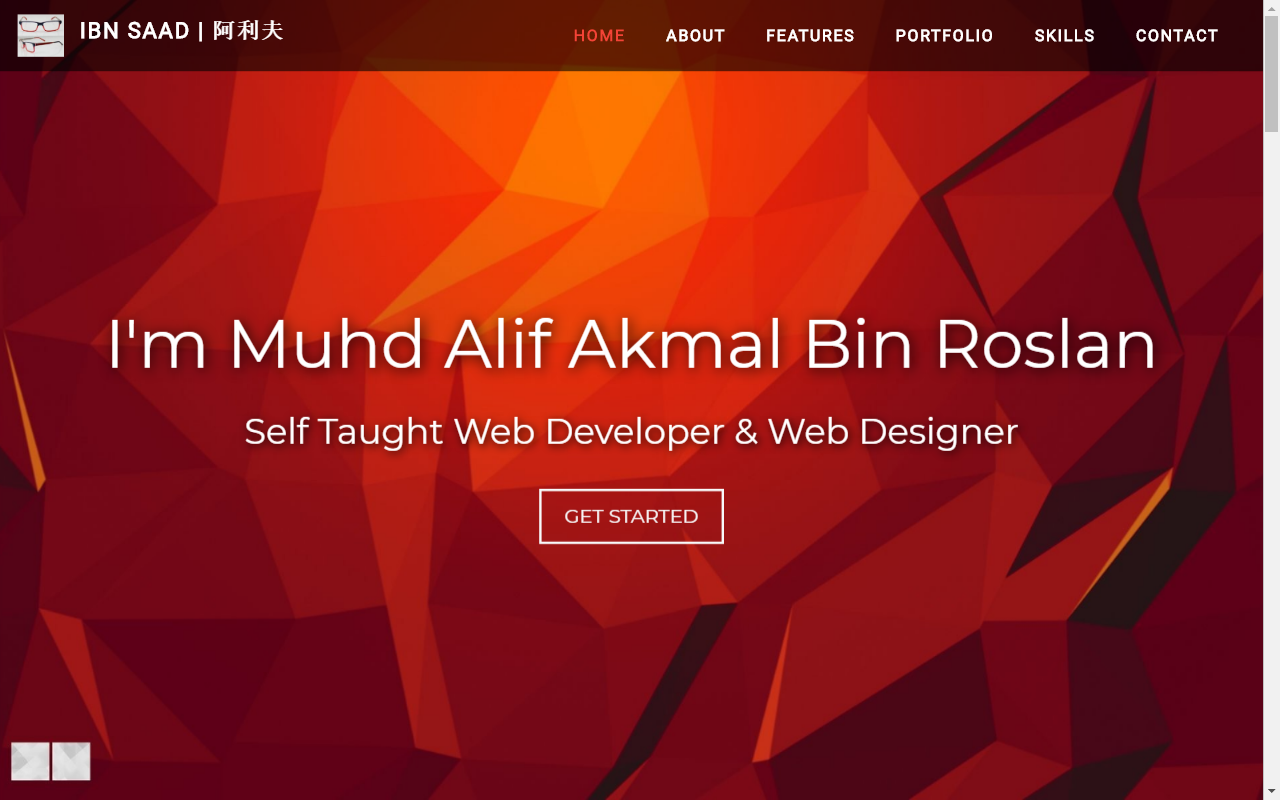 IBN SAAD | 阿利夫
HOME ABOUT FEATURES PORTFOLIO SKILLS CONTACT
I'm Muhd Alif Akmal Bin Roslan
Self Taught Web Developer & Web Designer
GET STARTED